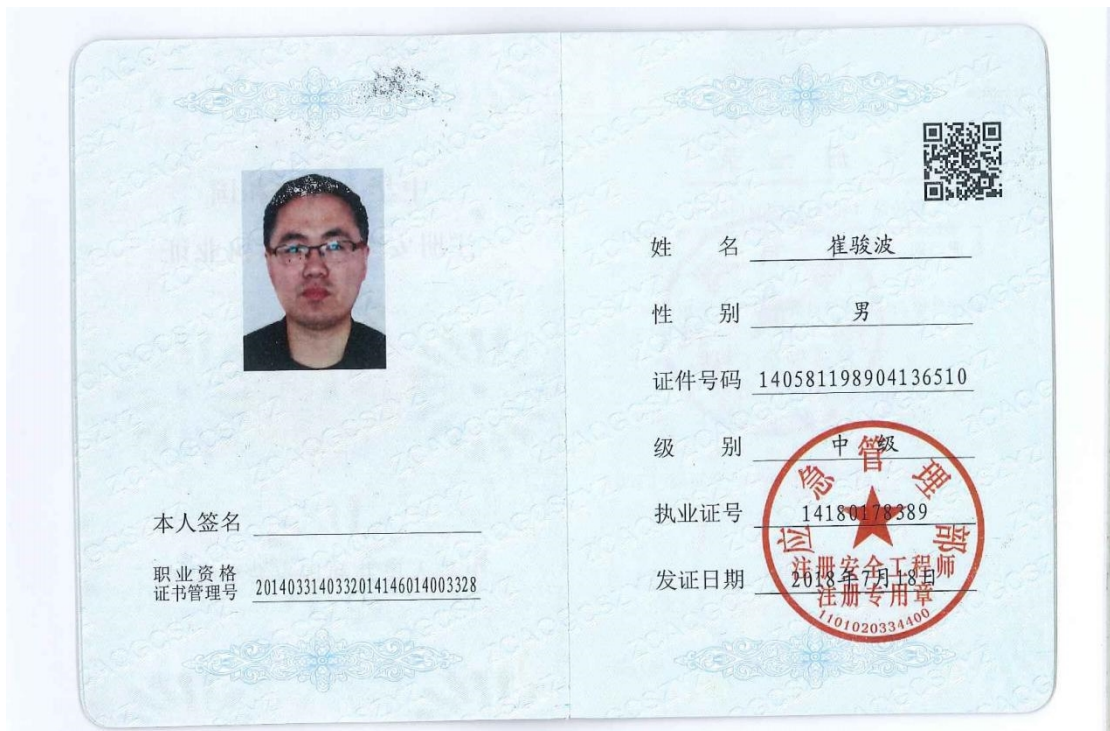 姓 名 崔骏波
性 别 男
证件号码 140581198904136510
级 别 中 级
执业证号 14180178389
发证日期 2018年7月18日
应急管理部
注册安全工程师
注册专用章
1101020334400
本人签名
职业资格
证书管理号 2014033140332014146014003328